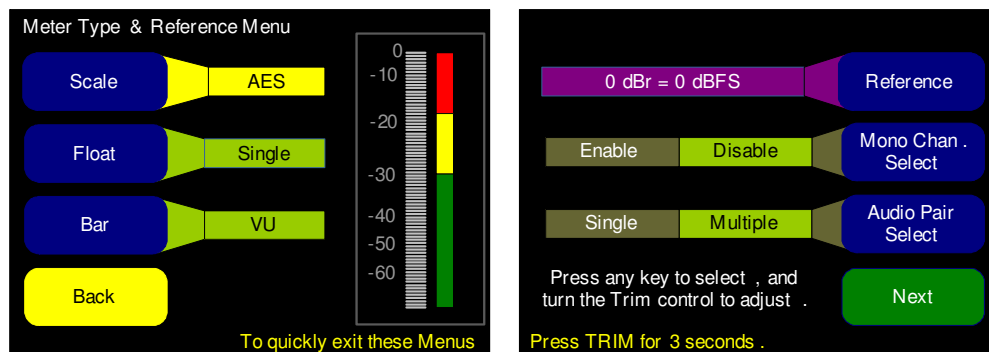 Meter Type & Reference Menu
Scale
AES
Float
Single
Bar
VU
Back
0
-10
-20
-30
-40
-50
-60
To quickly exit these Menus
0 dBr = 0 dBFS
Reference
Enable
Disable
Mono Chan .
Select
Single
Multiple
Audio Pair
Select
Press any key to select , and
turn the Trim control to adjust .
Next
Press TRIM for 3 seconds .